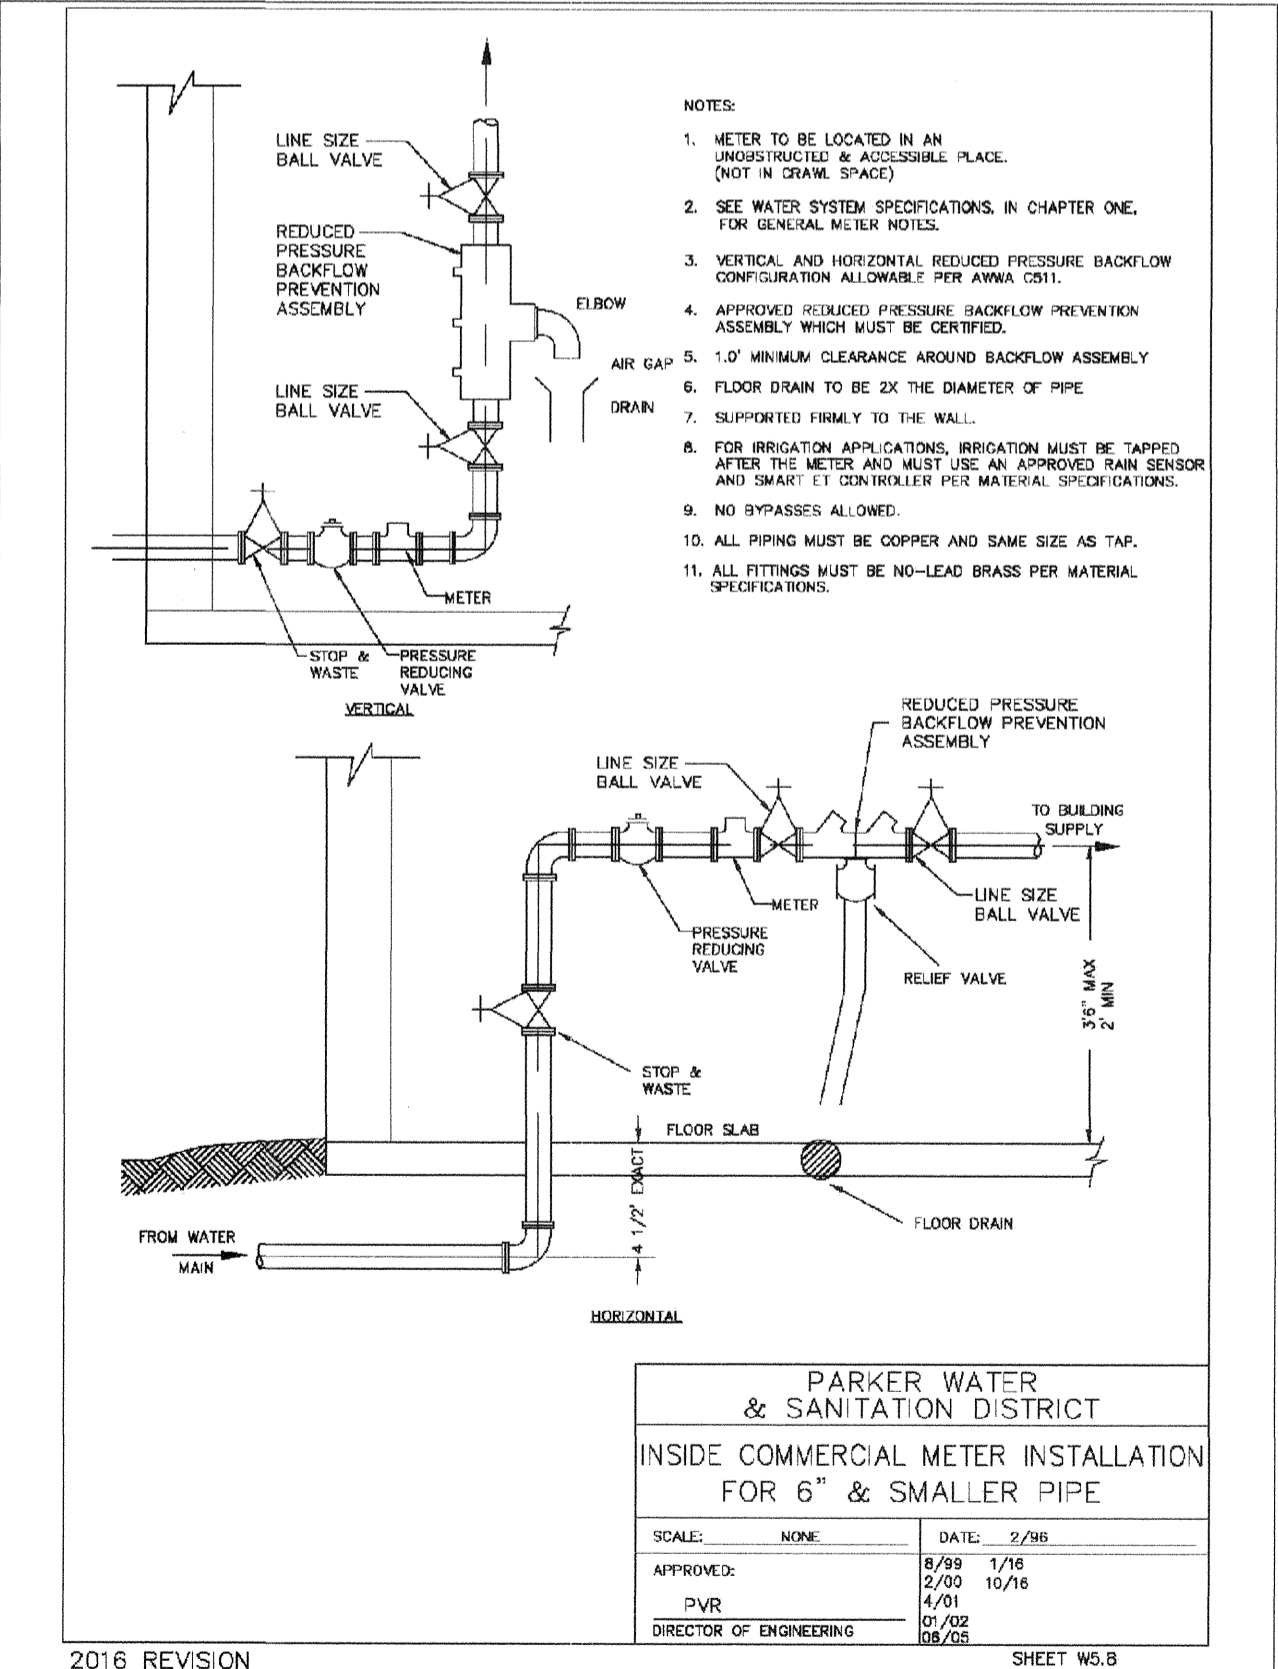 LINE SIZE
BALL VALVE
REDUCED
PRESSURE
BACKFLOW
PREVENTION
ASSEMBLY
ELBOW
AIR GAP
DRAIN
LINE SIZE
BALL VALVE
METER
STOP &
WASTE
PRESSURE
REDUCING
VALVE
VERTICAL
NOTES:
1. METER TO BE LOCATED IN AN
UNOBSTRUCTED & ACCESSIBLE PLACE.
(NOT IN CRAWL SPACE)
2. SEE WATER SYSTEM SPECIFICATIONS, IN CHAPTER ONE,
FOR GENERAL METER NOTES.
3. VERTICAL AND HORIZONTAL REDUCED PRESSURE BACKFLOW
CONFIGURATION ALLOWABLE PER AWWA C511.
4. APPROVED REDUCED PRESSURE BACKFLOW PREVENTION
ASSEMBLY WHICH MUST BE CERTIFIED.
5. 1.0' MINIMUM CLEARANCE AROUND BACKFLOW ASSEMBLY
6. FLOOR DRAIN TO BE 2X THE DIAMETER OF PIPE
7. SUPPORTED FIRMLY TO THE WALL.
8. FOR IRRIGATION APPLICATIONS, IRRIGATION MUST BE TAPPED
AFTER THE METER AND MUST USE AN APPROVED RAIN SENSOR
AND SMART ET CONTROLLER PER MATERIAL SPECIFICATIONS.
9. NO BYPASSES ALLOWED.
10. ALL PIPING MUST BE COPPER AND SAME SIZE AS TAP.
11. ALL FITTINGS MUST BE NO-LEAD BRASS PER MATERIAL
SPECIFICATIONS.
REDUCED PRESSURE
BACKFLOW PREVENTION
ASSEMBLY
LINE SIZE
BALL VALVE
TO BUILDING
SUPPLY
METER
LINE SIZE
BALL VALVE
PRESSURE
REDUCING
VALVE
RELIEF VALVE
3'6" MAX
2' MIN
STOP &
WASTE
FLOOR SLAB
4 1/2' EXACT
FLOOR DRAIN
FROM WATER
MAIN
HORIZONTAL
PARKER WATER
& SANITATION DISTRICT
INSIDE COMMERCIAL METER INSTALLATION
FOR 6" & SMALLER PIPE
SCALE: NONE
DATE: 2/96
APPROVED:
PVR
DIRECTOR OF ENGINEERING
8/99 1/16
2/00 10/16
4/01
01/02
06/05
2016 REVISION
SHEET W5.8